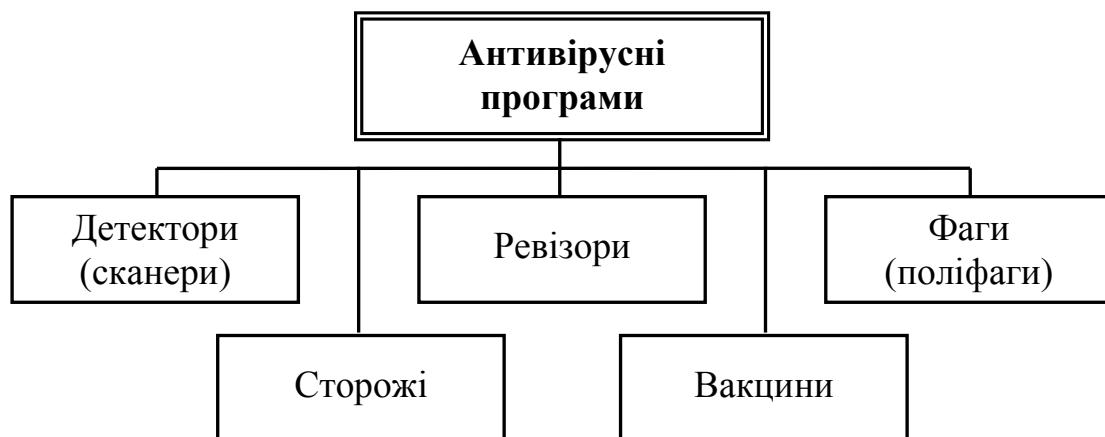 Антивірусні
програми
Детектори
(сканери)
Ревізори
Фаги
(поліфаги)
Сторожі
Вакцини